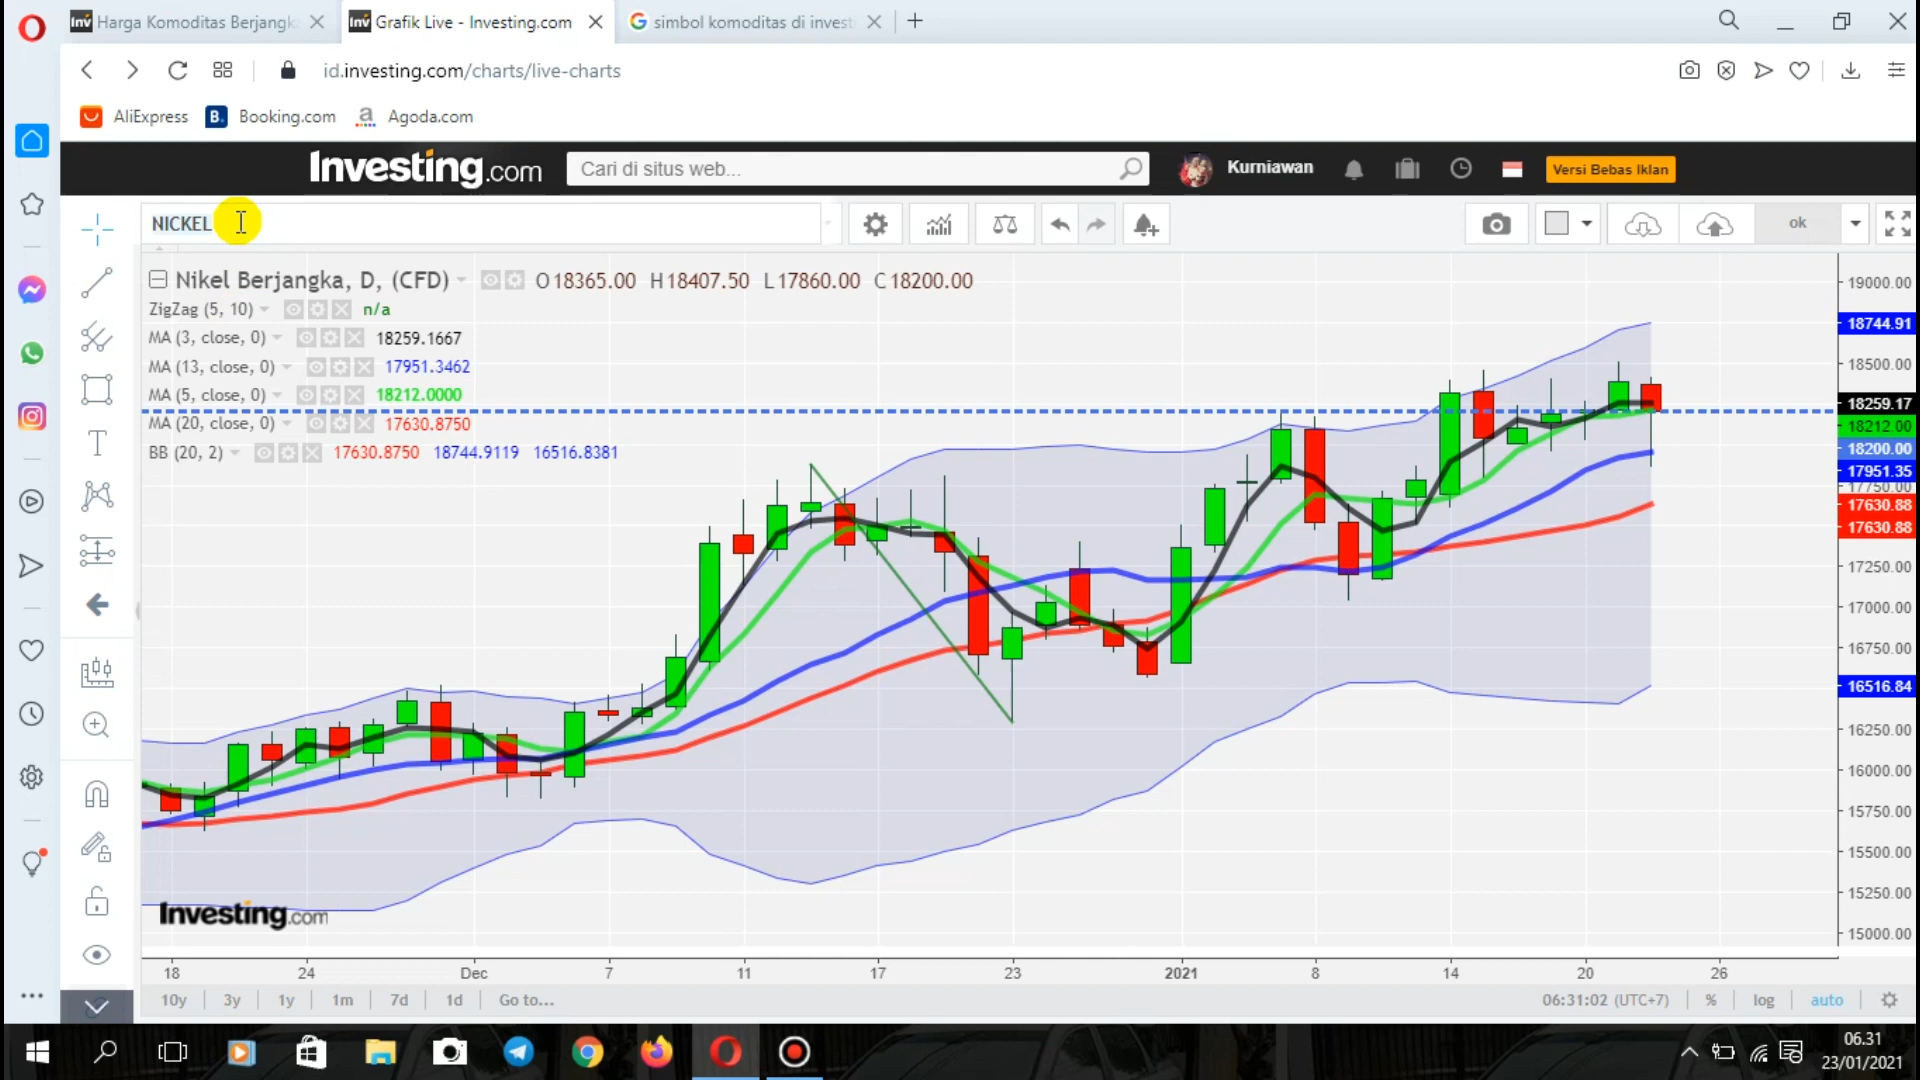 Harga Komoditas Berjangka
Grafik Live - Investing.com
simbol komoditas di invest
id.investing.com/charts/live-charts
AliExpress
B. Booking.com
a Agoda.com
Investing.com
Cari di situs web...
Kurniawan
Versi Bebas Iklan
NICKEL
ok
Nikel Berjangka, D, (CFD) O18365.00 H18407.50 L17860.00 C18200.00
ZigZag (5, 10) n/a
MA (3, close, 0) 18259.1667
MA (13, close, 0) 17951.3462
MA (5, close, 0) 18212.0000
MA (20, close, 0) 17630.8750
BB (20, 2) 17630.8750 18744.9119 16516.8381
19000.00
18744.91
18500.00
18259.17
18212.00
18200.00
17951.35
17750.00
17630.88
17630.88
17250.00
17000.00
16750.00
16516.84
16250.00
16000.00
15750.00
15500.00
15250.00
15000.00
Investing.com
18 24 Dec 7 11 17 23 2021 8 14 20 26
10y 3y 1y 1m 7d 1d Go to... 06:31:02 (UTC+7) % log auto
06.31
23/01/2021